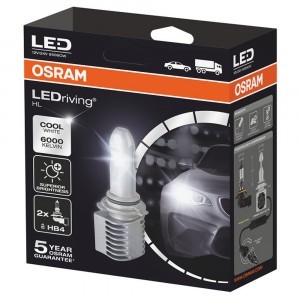 LED
OSRAM
LEDriving®
HL
COOL
WHITE
6000
KELVIN
SUPERIOR
BRIGHTNESS
2x
HB4
5 YEAR
OSRAM
GUARANTEE
LED
OSRAM